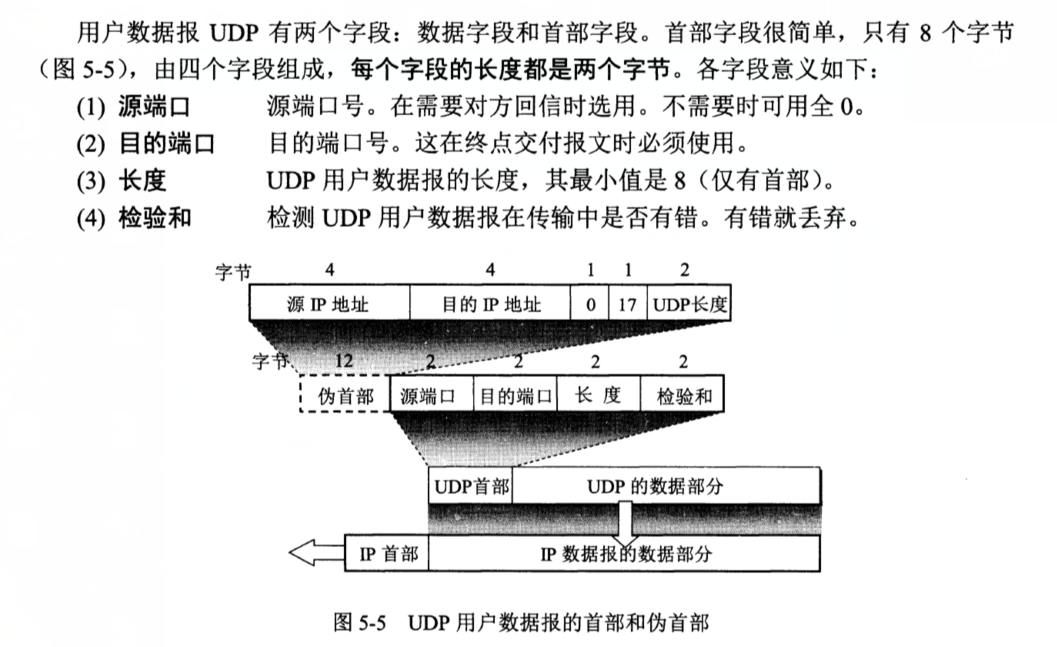 用户数据报 UDP 有两个字段：数据字段和首部字段。首部字段很简单，只有 8 个字节
（图 5-5），由四个字段组成，每个字段的长度都是两个字节。各字段意义如下：
(1) 源端口 源端口号。在需要对方回信时选用。不需要时可用全 0。
(2) 目的端口 目的端口号。这在终点交付报文时必须使用。
(3) 长度 UDP 用户数据报的长度，其最小值是 8（仅有首部）。
(4) 检验和 检测 UDP 用户数据报在传输中是否有错。有错就丢弃。
字节 4 4 1 1 2
源 IP 地址 目的 IP 地址 0 17 UDP长度
字节 12 2 2 2 2
伪首部 源端口 目的端口 长 度 检验和
UDP首部 UDP 的数据部分
IP 首部 IP 数据报的数据部分
图 5-5 UDP 用户数据报的首部和伪首部